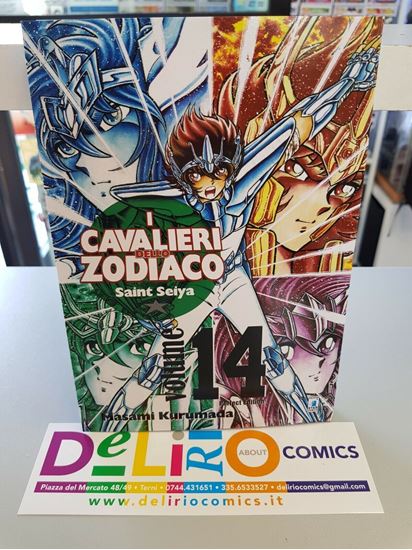 I
CAVALIERI
DELLO
ZODIACO
Saint Seiya
volume 14
Perfect Edition
Masami Kurumada
DeLiRiO ABOUT COMICS
Piazza del Mercato 48/49 • Terni • 0744.431651 • 335.6533527 • deliriocomics@gmail.com
www.deliriocomics.it